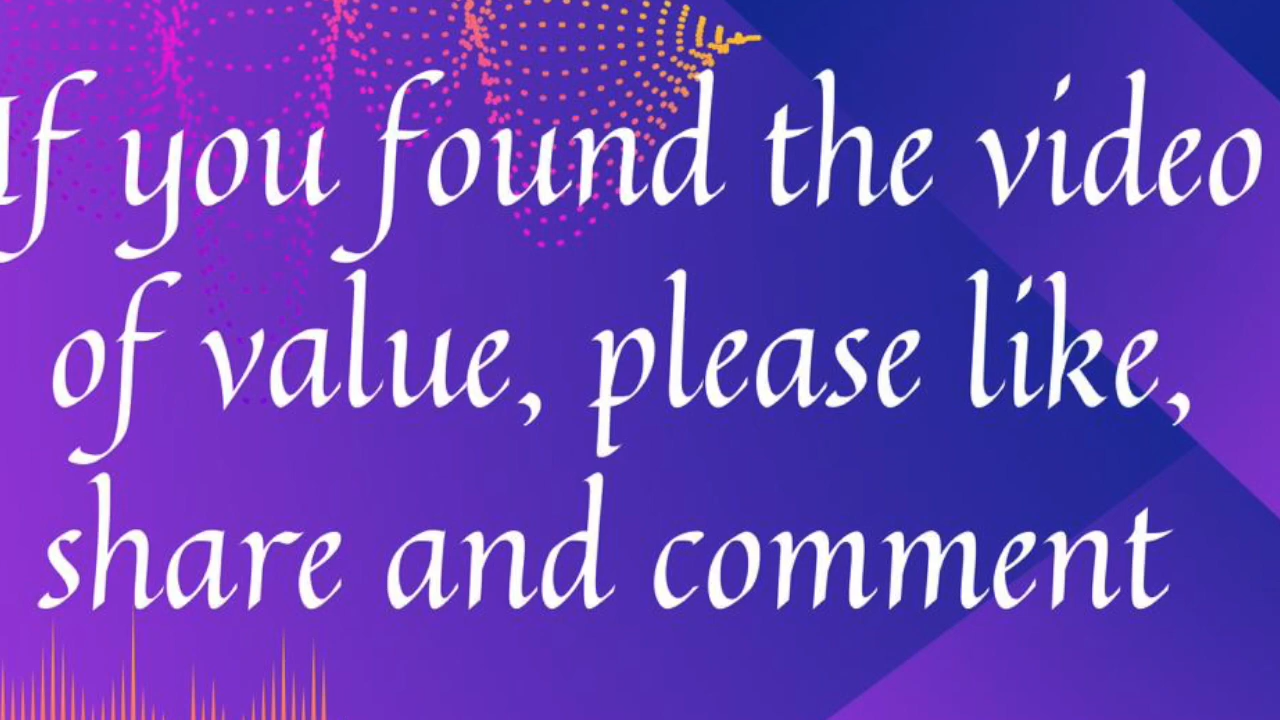 If you found the video
of value, please like,
share and comment